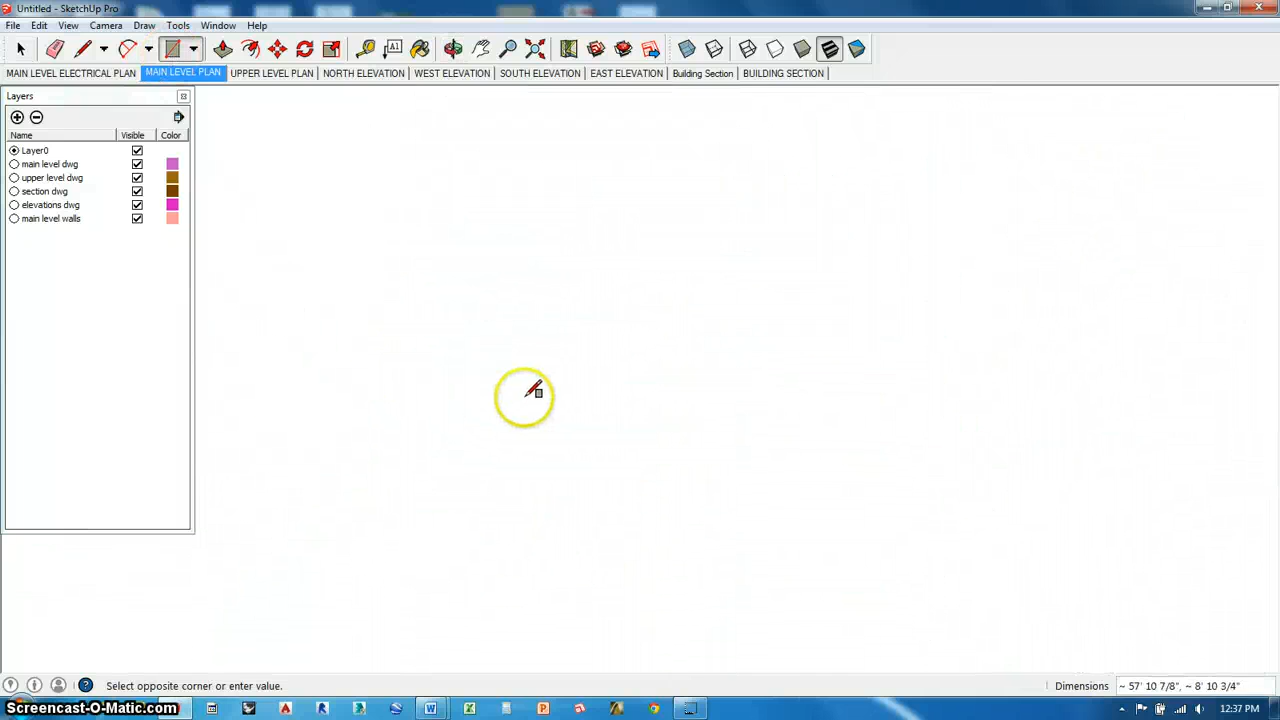 Untitled - SketchUp Pro
File Edit View Camera Draw Tools Window Help
A1
MAIN LEVEL ELECTRICAL PLAN MAIN LEVEL PLAN UPPER LEVEL PLAN NORTH ELEVATION WEST ELEVATION SOUTH ELEVATION EAST ELEVATION Building Section BUILDING SECTION
Layers
Name Visible Color
Layer0
main level dwg
upper level dwg
section dwg
elevations dwg
main level walls
Select opposite corner or enter value.
Dimensions ~ 57' 10 7/8", ~ 8' 10 3/4"
Screencast-O-Matic.com
12:37 PM